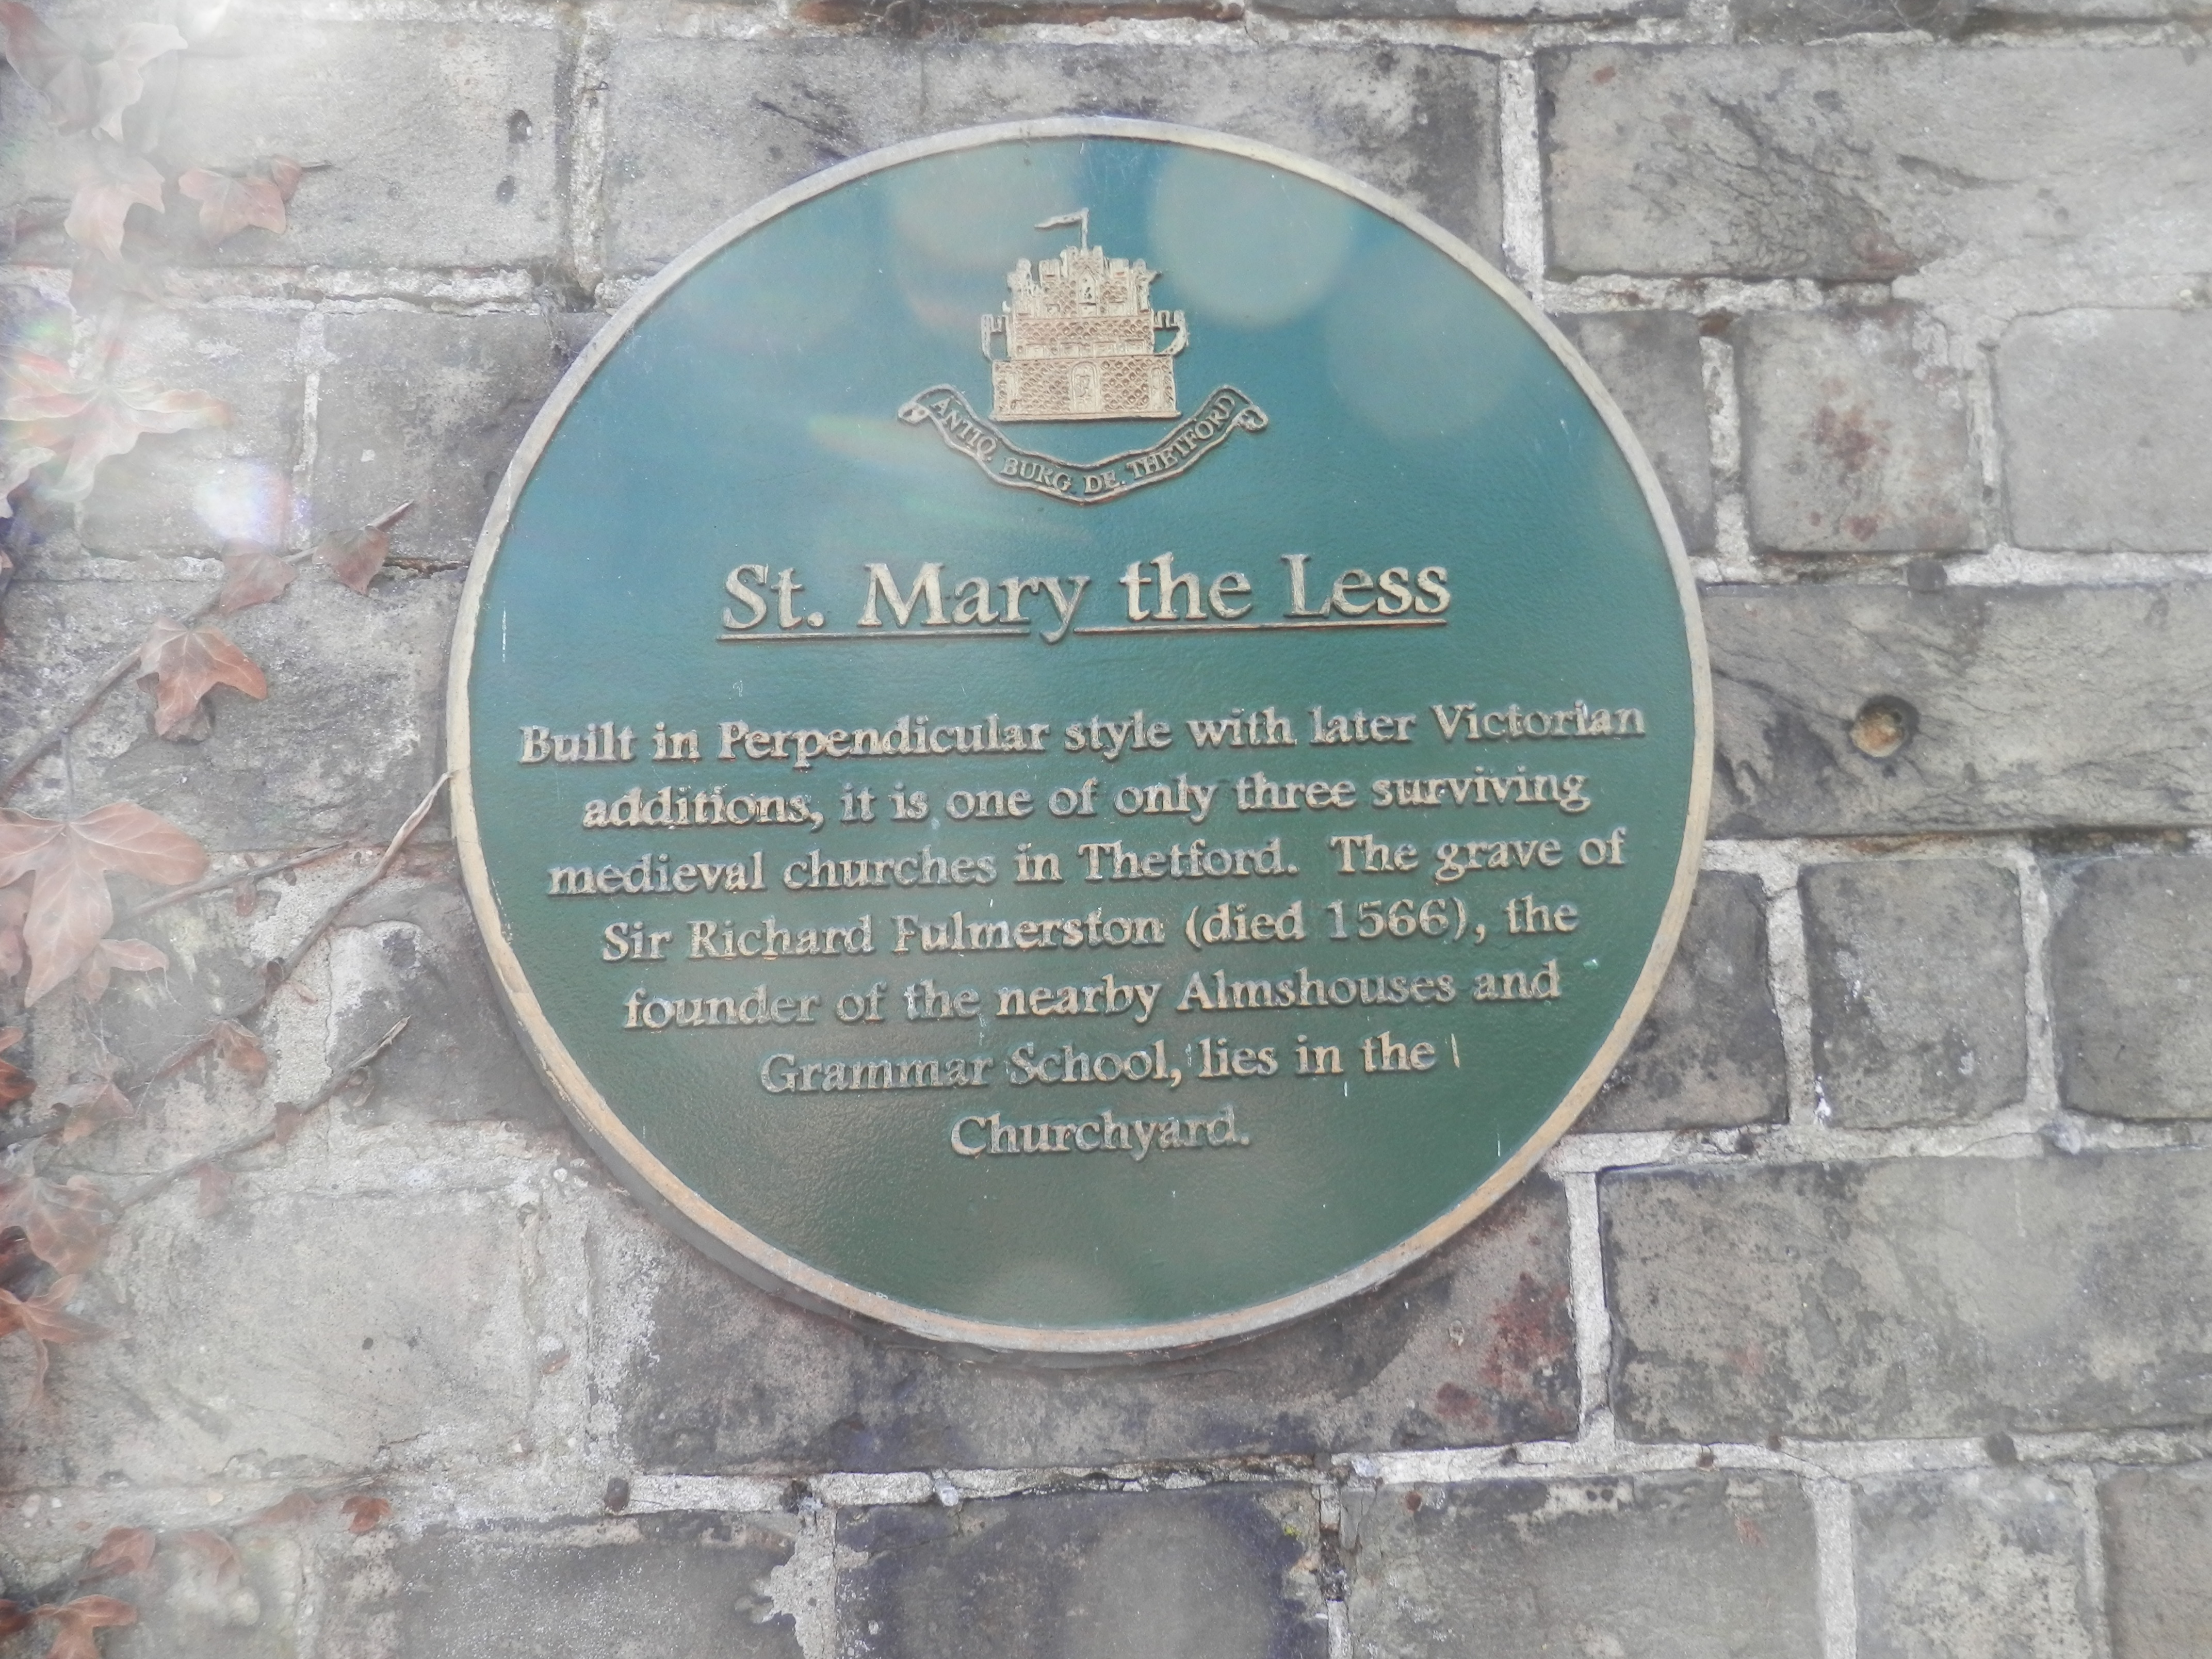 ANTIQ. BURG. DE. THETFORD
St. Mary the Less
Built in Perpendicular style with later Victorian
additions, it is one of only three surviving
medieval churches in Thetford. The grave of
Sir Richard Fulmerston (died 1566), the
founder of the nearby Almshouses and
Grammar School, lies in the
Churchyard.